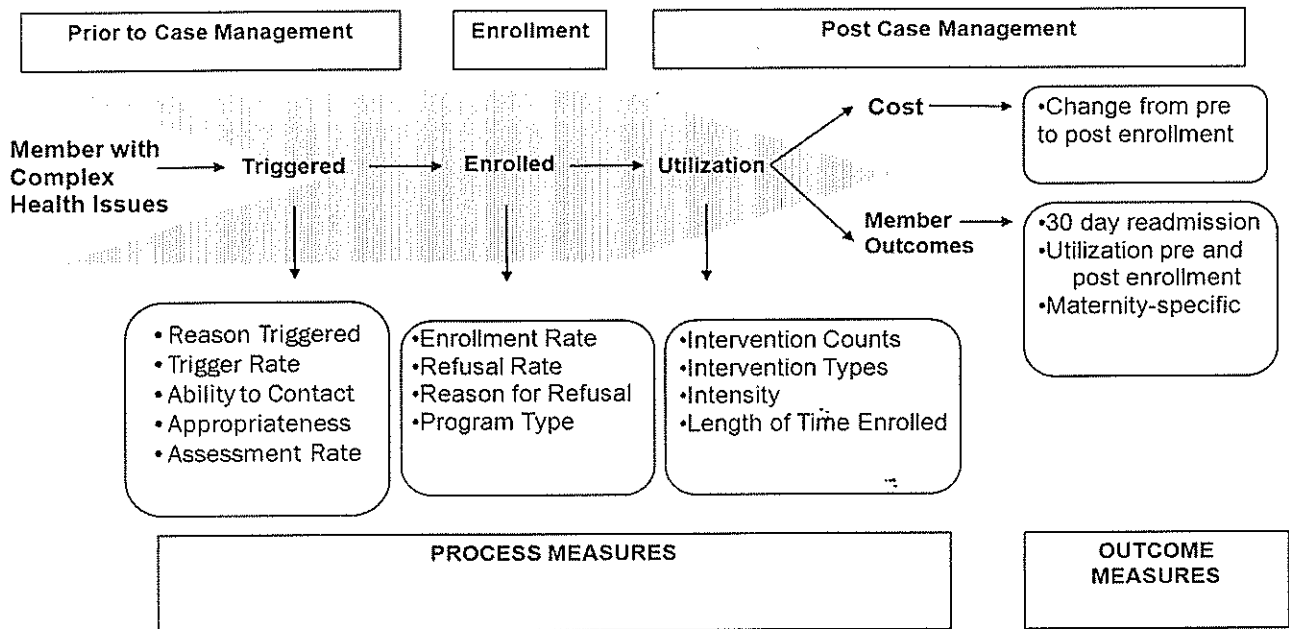 Prior to Case Management
Enrollment
Post Case Management
Member with
Complex
Health Issues
Triggered
Enrolled
Utilization
Cost
•Change from pre
to post enrollment
Member
Outcomes
•30 day readmission
•Utilization pre and
post enrollment
•Maternity-specific
• Reason Triggered
• Trigger Rate
• Ability to Contact
• Appropriateness
• Assessment Rate
•Enrollment Rate
•Refusal Rate
•Reason for Refusal
•Program Type
•Intervention Counts
•Intervention Types
•Intensity
•Length of Time Enrolled
PROCESS MEASURES
OUTCOME
MEASURES